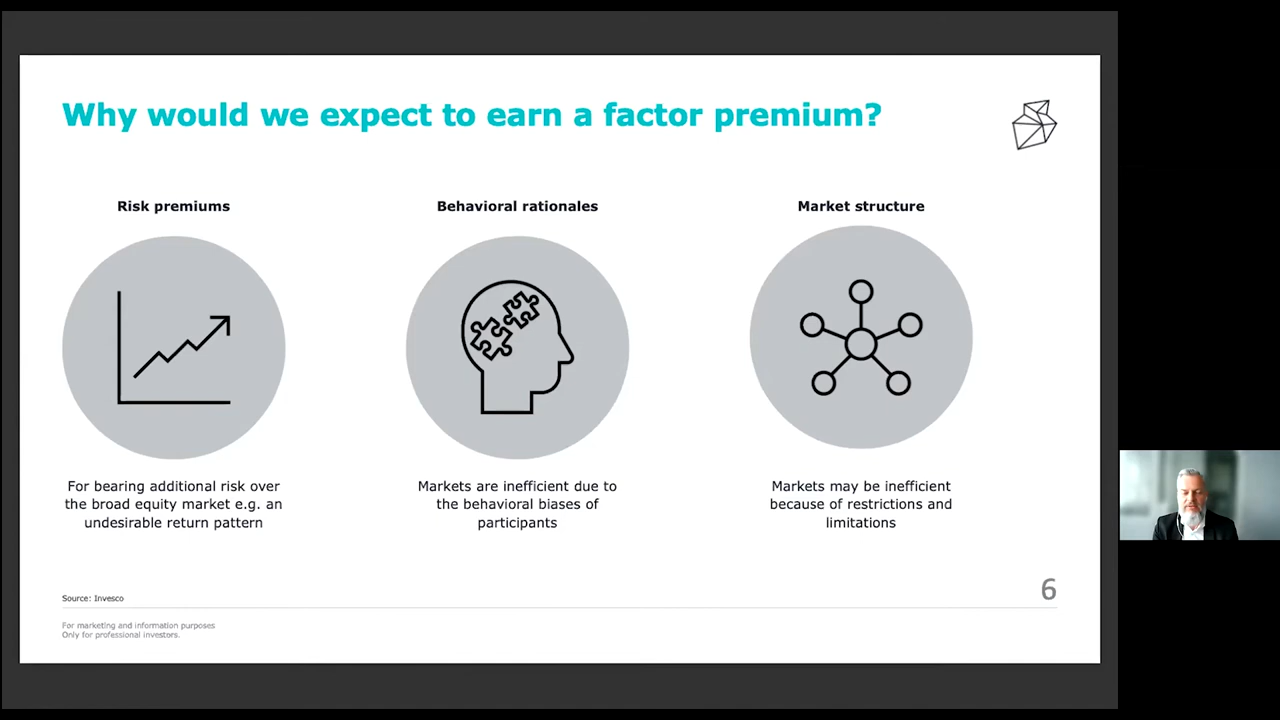 Why would we expect to earn a factor premium?
Risk premiums
Behavioral rationales
Market structure
For bearing additional risk over
the broad equity market e.g. an
undesirable return pattern
Markets are inefficient due to
the behavioral biases of
participants
Markets may be inefficient
because of restrictions and
limitations
Source: Invesco
6
For marketing and information purposes
Only for professional investors.